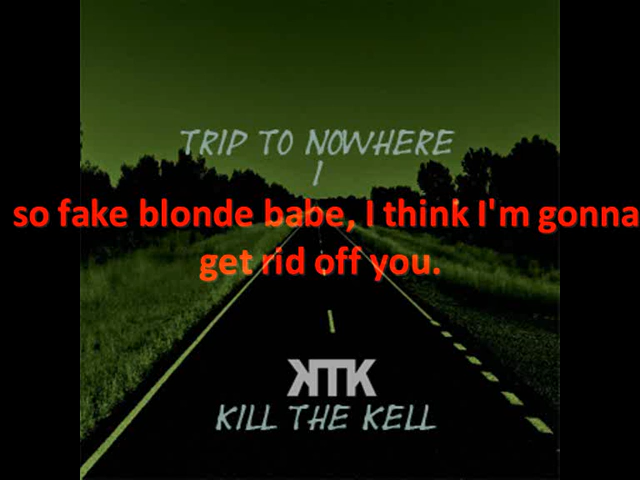 TRIP TO NOWHERE
I
so fake blonde babe, I think I'm gonna
get rid off you.
KTK
KILL THE KELL